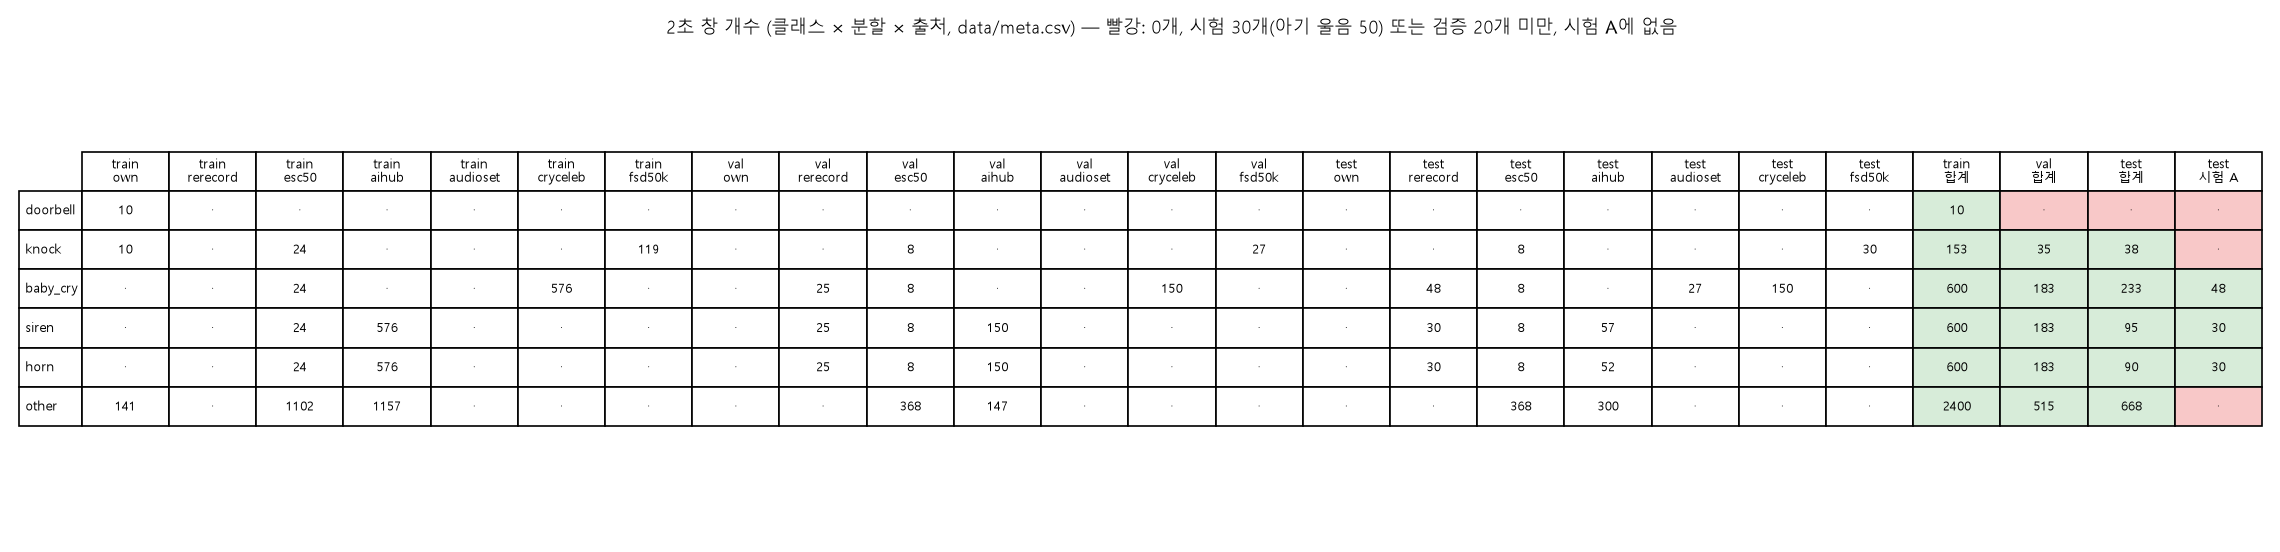 2초 창 개수 (클래스 × 분할 × 출처, data/meta.csv) — 빨강: 0개, 시험 30개(아기 울음 50) 또는 검증 20개 미만, 시험 A에 없음
train train train train train train train val val val val val val val test test test test test test test train val test test
own rerecord esc50 aihub audioset cryceleb fsd50k own rerecord esc50 aihub audioset cryceleb fsd50k own rerecord esc50 aihub audioset cryceleb fsd50k 합계 합계 합계 시험 A
doorbell 10 · · · · · · · · · · · · · · · · · · · · 10 · · ·
knock 10 · 24 · · · 119 · · 8 · · · 27 · · 8 · · · 30 153 35 38 ·
baby_cry · · 24 · · 576 · · 25 8 · · 150 · · 48 8 · 27 150 · 600 183 233 48
siren · · 24 576 · · · · 25 8 150 · · · · 30 8 57 · · · 600 183 95 30
horn · · 24 576 · · · · 25 8 150 · · · · 30 8 52 · · · 600 183 90 30
other 141 · 1102 1157 · · · · · 368 147 · · · · · 368 300 · · · 2400 515 668 ·